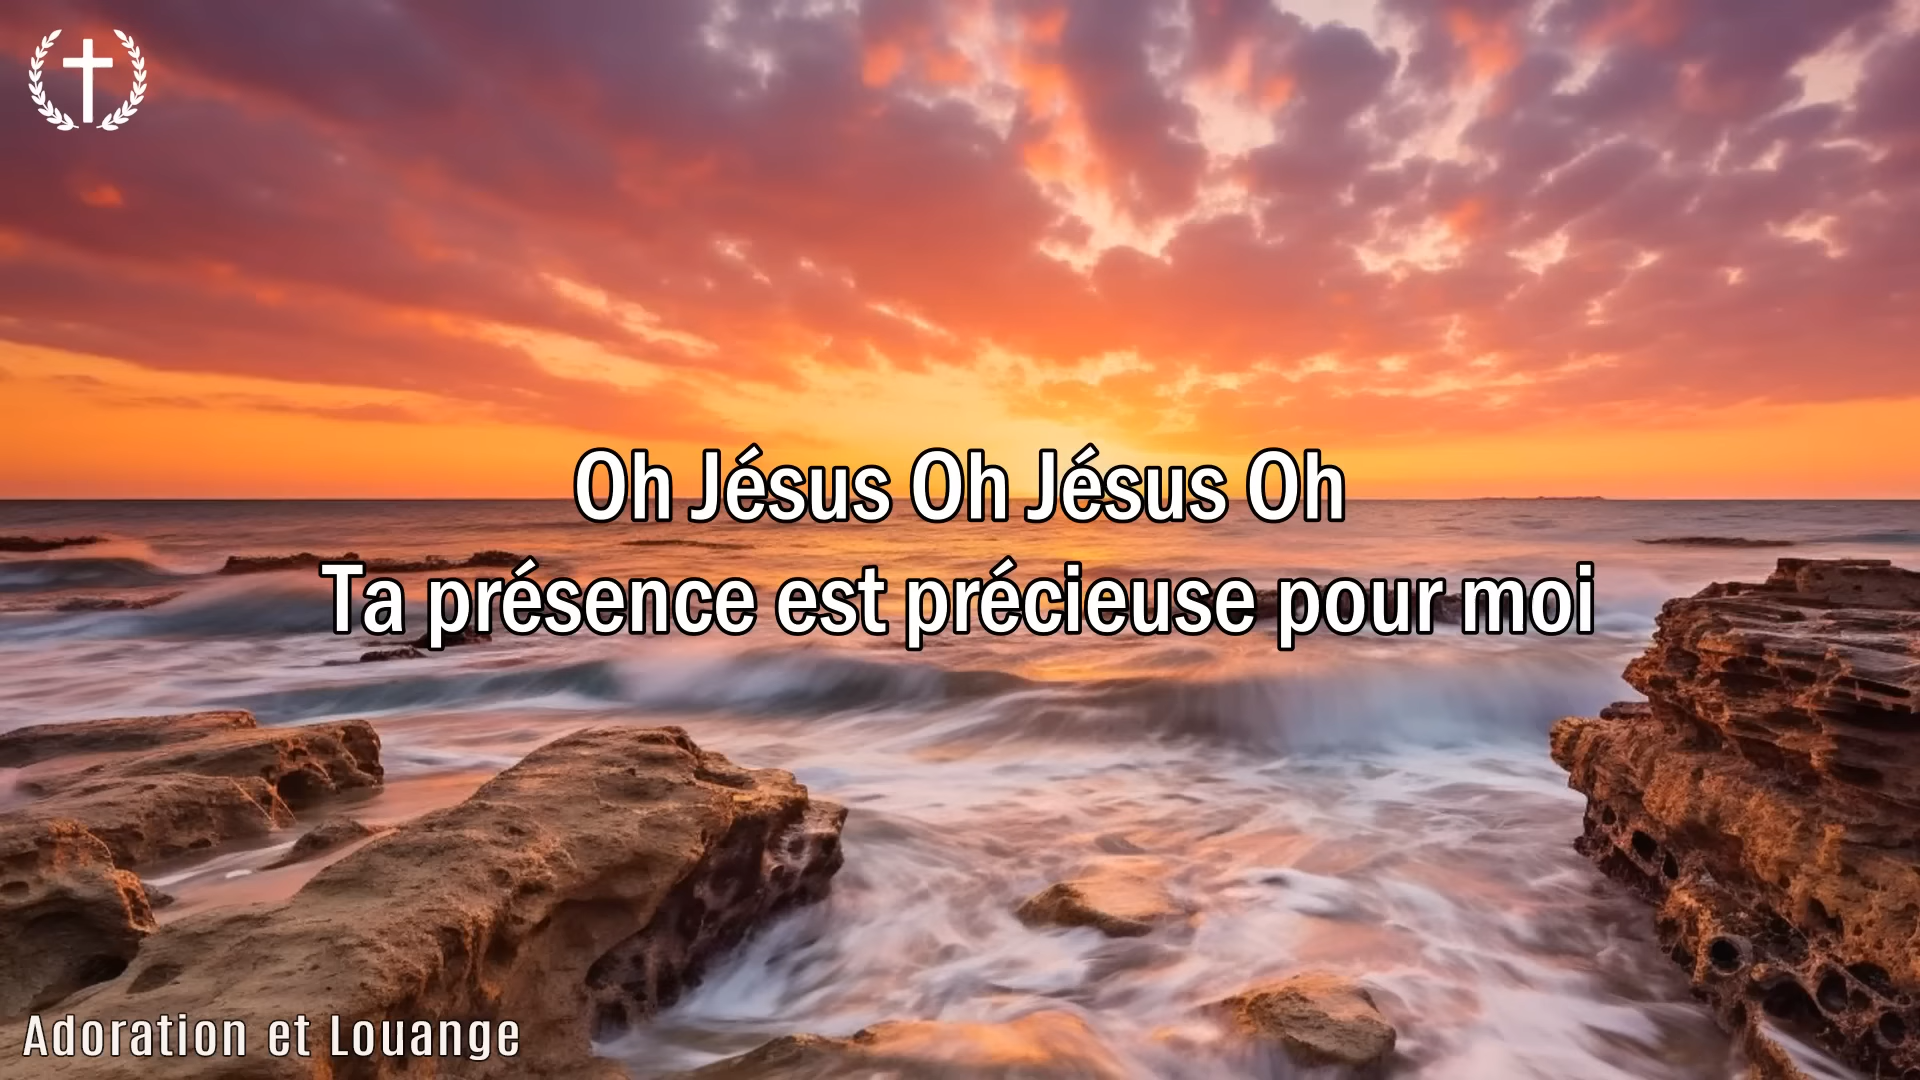 Oh Jésus Oh Jésus Oh
Ta présence est précieuse pour moi
Adoration et Louange